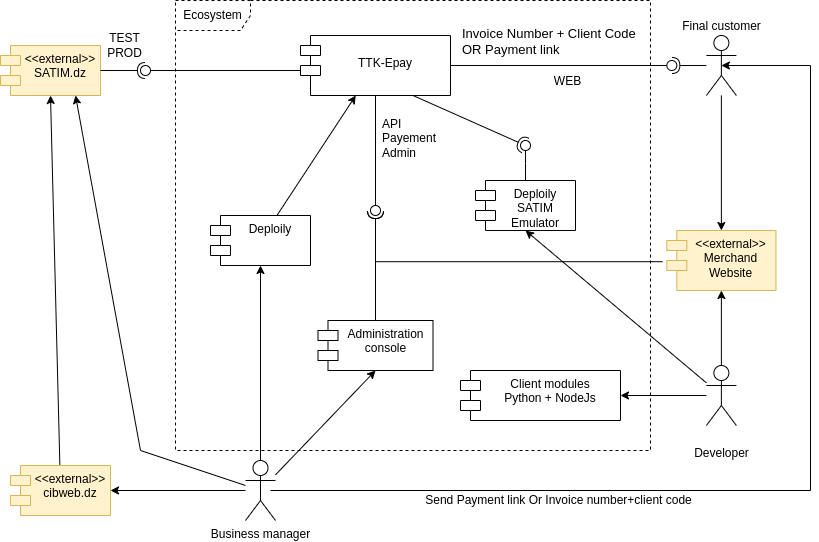 Ecosystem
Final customer
TEST
PROD
Invoice Number + Client Code
OR Payment link
<<external>>
SATIM.dz
TTK-Epay
WEB
API
Payement
Admin
Deploily
SATIM
Emulator
Deploily
<<external>>
Merchand
Website
Administration
console
Client modules
Python + NodeJs
Developer
<<external>>
cibweb.dz
Send Payment link Or Invoice number+client code
Business manager